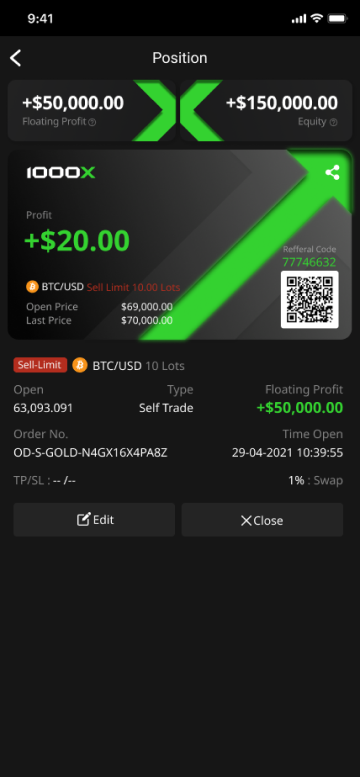 9:41
Position
+$50,000.00
Floating Profit
+$150,000.00
Equity
1000X
Profit
+$20.00
Refferal Code
77746632
BTC/USD Sell Limit 10.00 Lots
Open Price $69,000.00
Last Price $70,000.00
Sell-Limit BTC/USD 10 Lots
Open Type Floating Profit
63,093.091 Self Trade +$50,000.00
Order No. Time Open
OD-S-GOLD-N4GX16X4PA8Z 29-04-2021 10:39:55
TP/SL : -- /-- 1% : Swap
Edit
Close